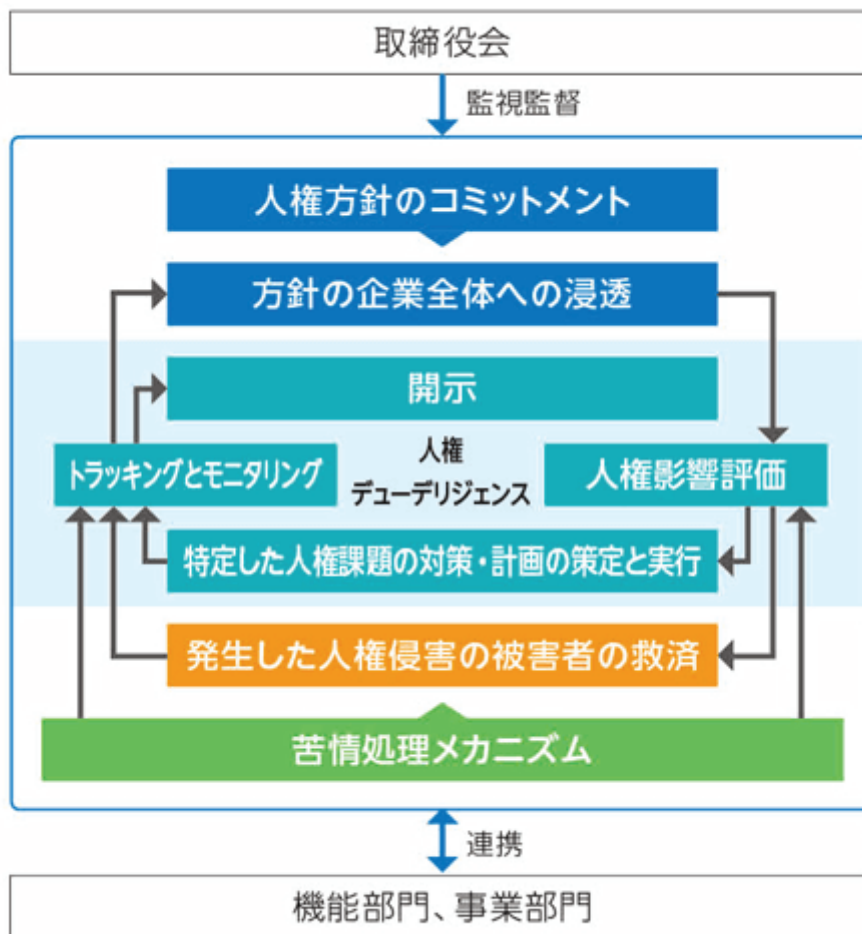 取締役会
監視監督
人権方針のコミットメント
方針の企業全体への浸透
開示
トラッキングとモニタリング
人権
デューデリジェンス
人権影響評価
特定した人権課題の対策・計画の策定と実行
発生した人権侵害の被害者の救済
苦情処理メカニズム
連携
機能部門、事業部門